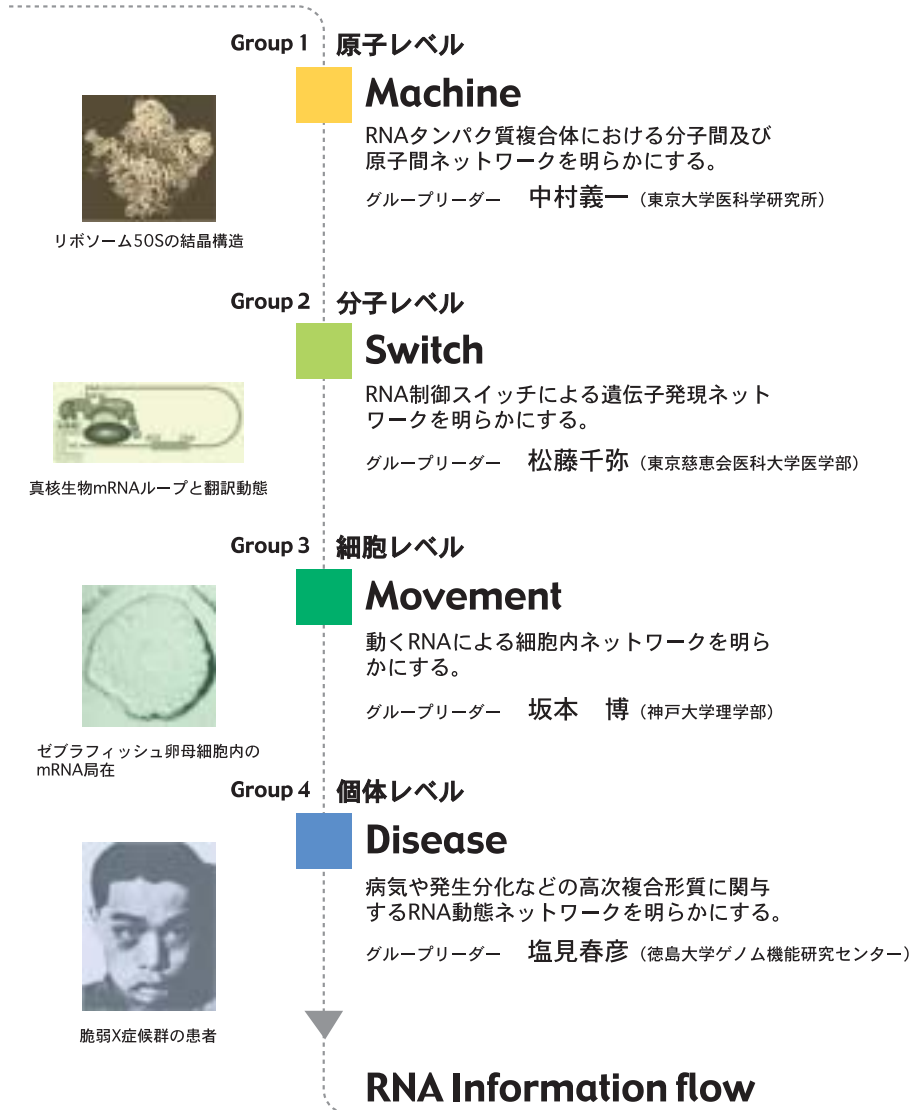 Group 1 原子レベル
Machine
RNAタンパク質複合体における分子間及び
原子間ネットワークを明らかにする。
グループリーダー 中村義一（東京大学医科学研究所）
リボソーム50Sの結晶構造
Group 2 分子レベル
Switch
RNA制御スイッチによる遺伝子発現ネット
ワークを明らかにする。
グループリーダー 松藤千弥（東京慈恵会医科大学医学部）
真核生物mRNAループと翻訳動態
Group 3 細胞レベル
Movement
動くRNAによる細胞内ネットワークを明ら
かにする。
グループリーダー 坂本　博（神戸大学理学部）
ゼブラフィッシュ卵母細胞内の
mRNA局在
Group 4 個体レベル
Disease
病気や発生分化などの高次複合形質に関与
するRNA動態ネットワークを明らかにする。
グループリーダー 塩見春彦（徳島大学ゲノム機能研究センター）
脆弱X症候群の患者
RNA Information flow